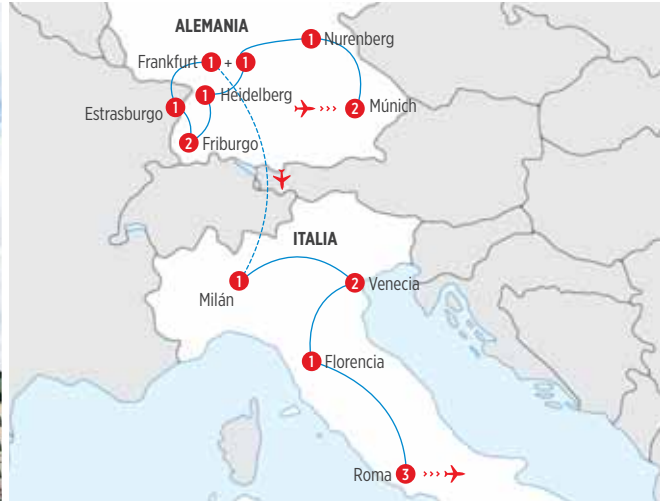 ALEMANIA
1 Nurenberg
Frankfurt 1 + 1
1 Heidelberg
Estrasburgo 1
2 Múnich
2 Friburgo
ITALIA
1
Milán
2 Venecia
1 Florencia
Roma 3